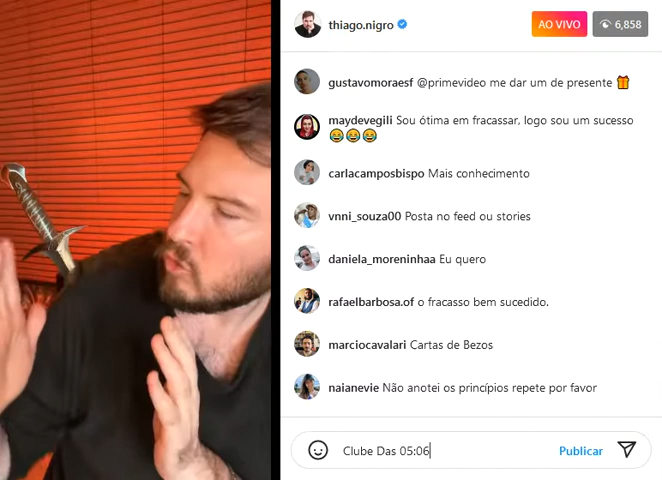 thiago.nigro
AO VIVO
6,858
gustavomoraesf @primevideo me dar um de presente 🎁
maydevegili Sou ótima em fracassar, logo sou um sucesso
😂😂😂
carlacamposbispo Mais conhecimento
vnni_souza00 Posta no feed ou stories
daniela_moreninhaa Eu quero
rafaelbarbosa.of o fracasso bem sucedido.
marciocavalari Cartas de Bezos
naianevie Não anotei os princípios repete por favor
Clube Das 05:06
Publicar